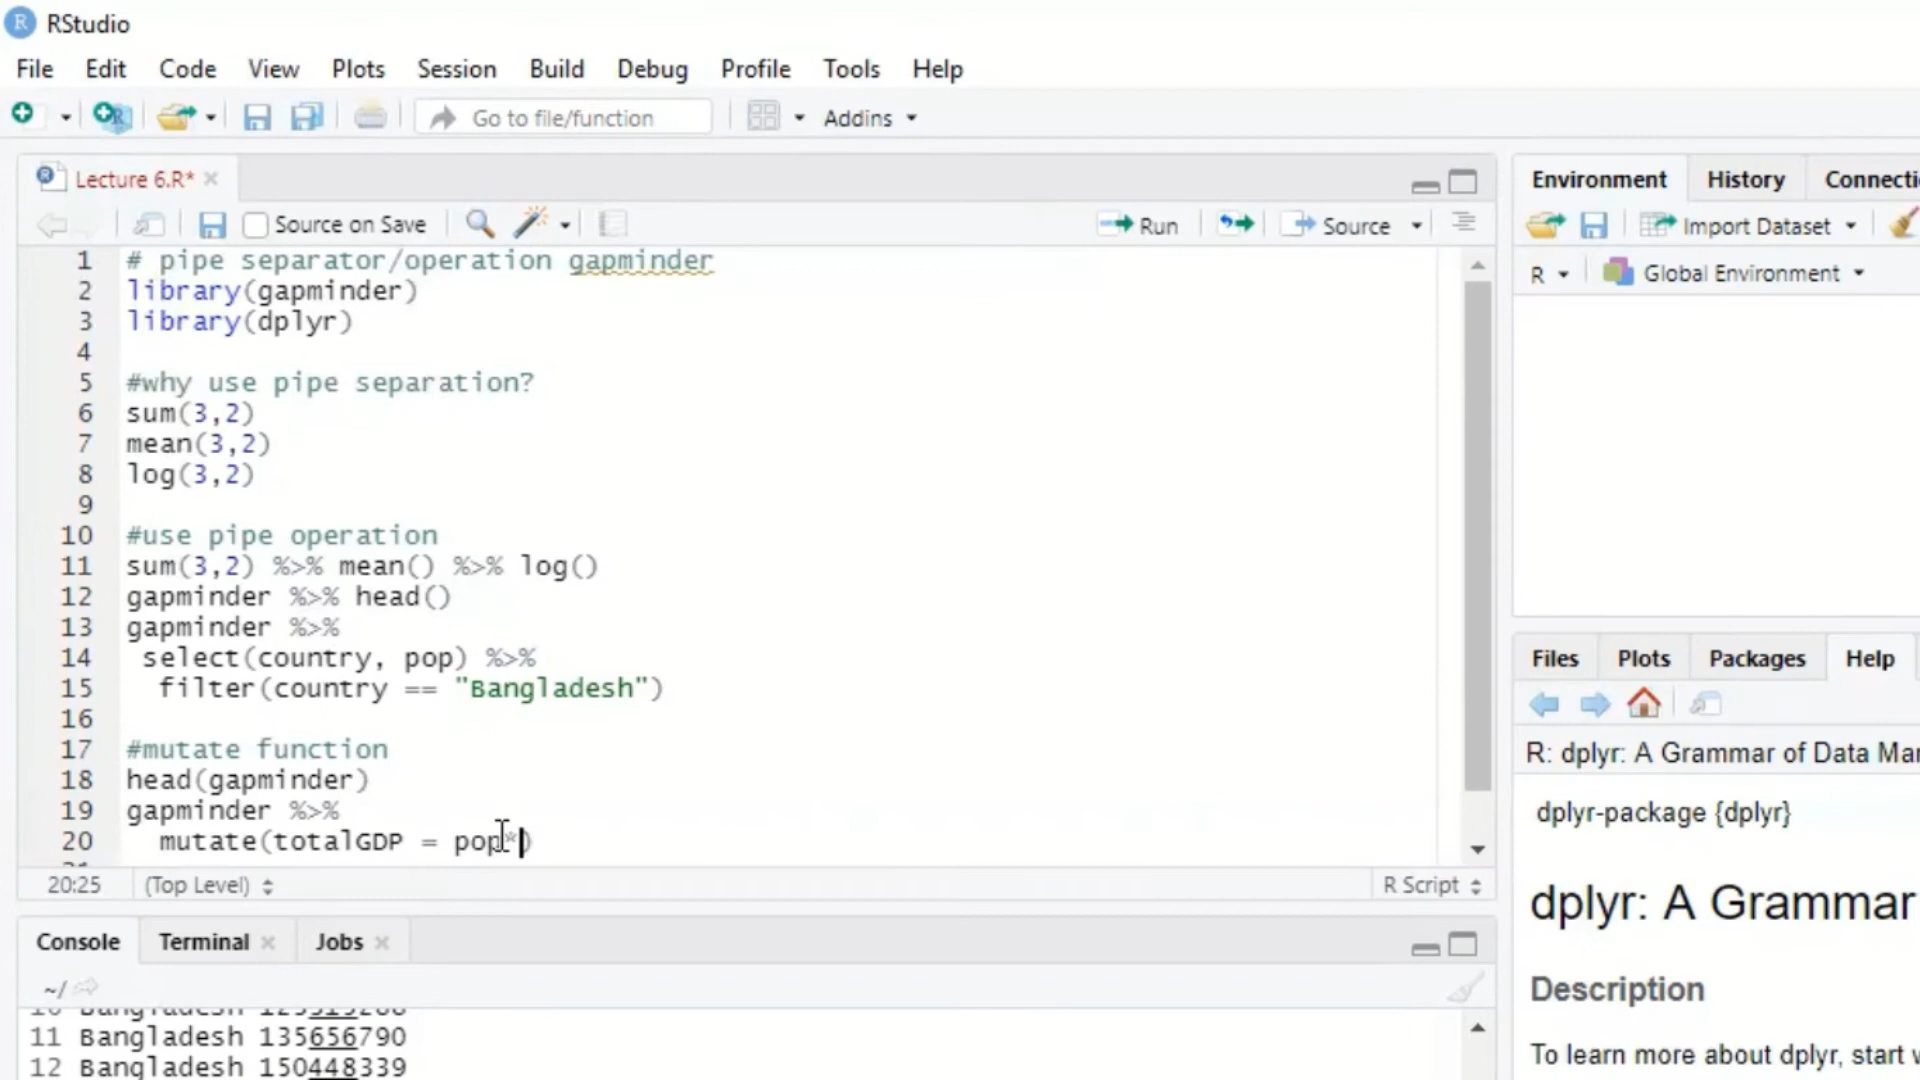 RStudio
File Edit Code View Plots Session Build Debug Profile Tools Help
Go to file/function Addins
Lecture 6.R*
Source on Save Run Source
1 # pipe separator/operation gapminder
2 library(gapminder)
3 library(dplyr)
4
5 #why use pipe separation?
6 sum(3,2)
7 mean(3,2)
8 log(3,2)
9
10 #use pipe operation
11 sum(3,2) %>% mean() %>% log()
12 gapminder %>% head()
13 gapminder %>%
14 select(country, pop) %>%
15 filter(country == "Bangladesh")
16
17 #mutate function
18 head(gapminder)
19 gapminder %>%
20 mutate(totalGDP = pop*)
20:25 (Top Level) R Script
Console Terminal Jobs
~/
11 Bangladesh 135656790
12 Bangladesh 150448339
Environment History Connecti
Import Dataset
R Global Environment
Files Plots Packages Help
R: dplyr: A Grammar of Data Mar
dplyr-package {dplyr}
dplyr: A Grammar
Description
To learn more about dplyr, start w